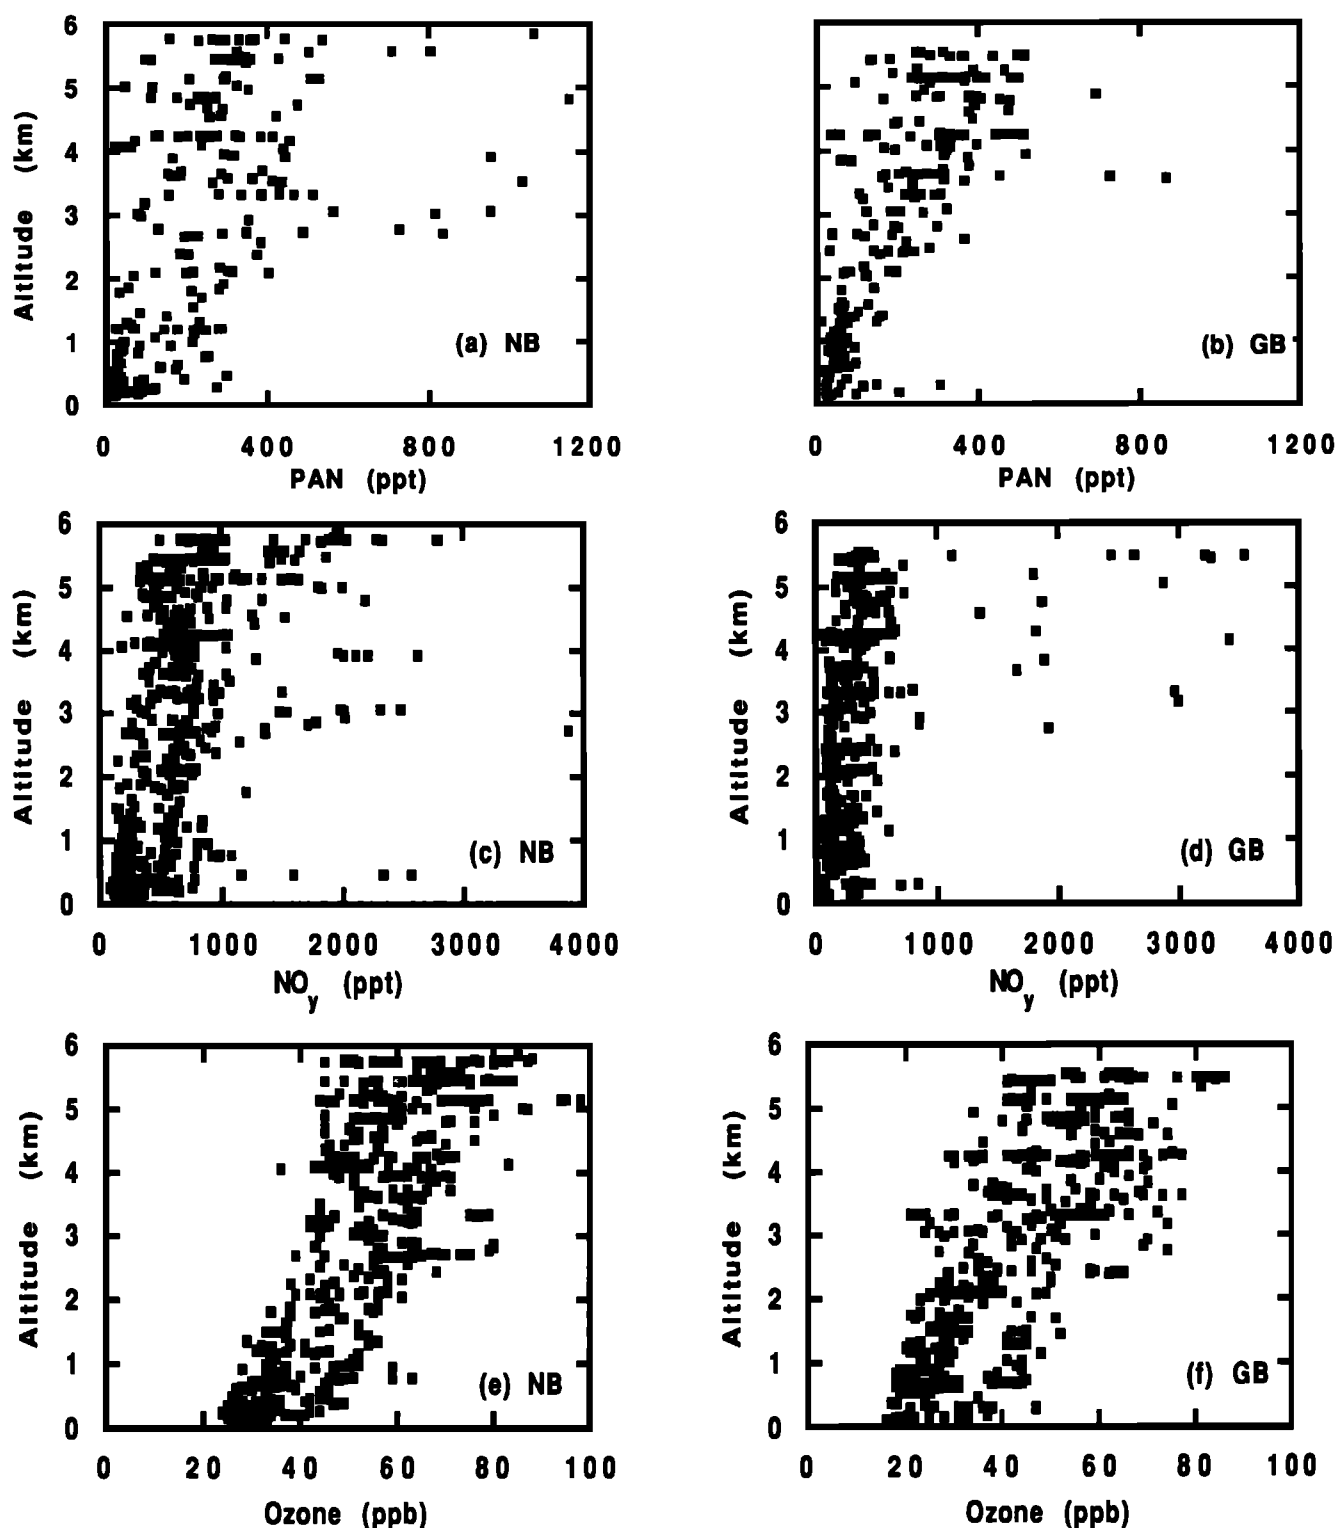 6
5
4
3
2
1
0
Altitude (km)
(a) NB
0 400 800 1200
PAN (ppt)
(b) GB
0 400 800 1200
PAN (ppt)
6
5
4
3
2
1
0
Altitude (km)
(c) NB
0 1000 2000 3000 4000
NOy (ppt)
6
5
4
3
2
1
0
Altitude (km)
(d) GB
0 1000 2000 3000 4000
NOy (ppt)
6
5
4
3
2
1
0
Altitude (km)
(e) NB
0 20 40 60 80 100
Ozone (ppb)
6
5
4
3
2
1
0
Altitude (km)
(f) GB
0 20 40 60 80 100
Ozone (ppb)